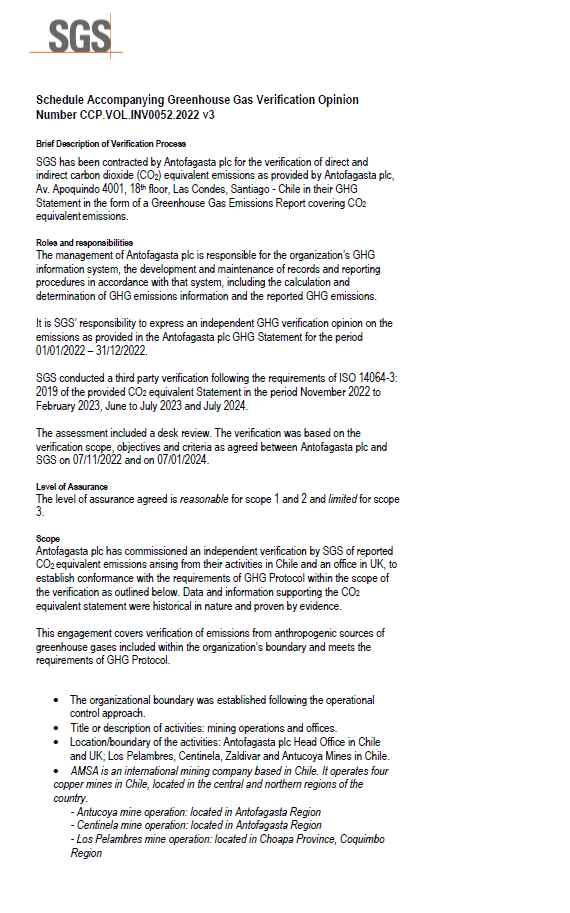 SGS
Schedule Accompanying Greenhouse Gas Verification Opinion
Number CCP.VOL.INV0052.2022 v3
Brief Description of Verification Process
SGS has been contracted by Antofagasta plc for the verification of direct and
indirect carbon dioxide (CO₂) equivalent emissions as provided by Antofagasta plc,
Av. Apoquindo 4001, 18th floor, Las Condes, Santiago - Chile in their GHG
Statement in the form of a Greenhouse Gas Emissions Report covering CO₂
equivalent emissions.
Roles and responsibilities
The management of Antofagasta plc is responsible for the organization's GHG
information system, the development and maintenance of records and reporting
procedures in accordance with that system, including the calculation and
determination of GHG emissions information and the reported GHG emissions.
It is SGS' responsibility to express an independent GHG verification opinion on the
emissions as provided in the Antofagasta plc GHG Statement for the period
01/01/2022 – 31/12/2022.
SGS conducted a third party verification following the requirements of ISO 14064-3:
2019 of the provided CO₂ equivalent Statement in the period November 2022 to
February 2023, June to July 2023 and July 2024.
The assessment included a desk review. The verification was based on the
verification scope, objectives and criteria as agreed between Antofagasta plc and
SGS on 07/11/2022 and on 07/01/2024.
Level of Assurance
The level of assurance agreed is reasonable for scope 1 and 2 and limited for scope
3.
Scope
Antofagasta plc has commissioned an independent verification by SGS of reported
CO₂ equivalent emissions arising from their activities in Chile and an office in UK, to
establish conformance with the requirements of GHG Protocol within the scope of
the verification as outlined below. Data and information supporting the CO₂
equivalent statement were historical in nature and proven by evidence.
This engagement covers verification of emissions from anthropogenic sources of
greenhouse gases included within the organization's boundary and meets the
requirements of GHG Protocol.
• The organizational boundary was established following the operational
control approach.
• Title or description of activities: mining operations and offices.
• Location/boundary of the activities: Antofagasta plc Head Office in Chile
and UK; Los Pelambres, Centinela, Zaldivar and Antucoya Mines in Chile.
• AMSA is an international mining company based in Chile. It operates four
copper mines in Chile, located in the central and northern regions of the
country.
- Antucoya mine operation: located in Antofagasta Region
- Centinela mine operation: located in Antofagasta Region
- Los Pelambres mine operation: located in Choapa Province, Coquimbo
Region